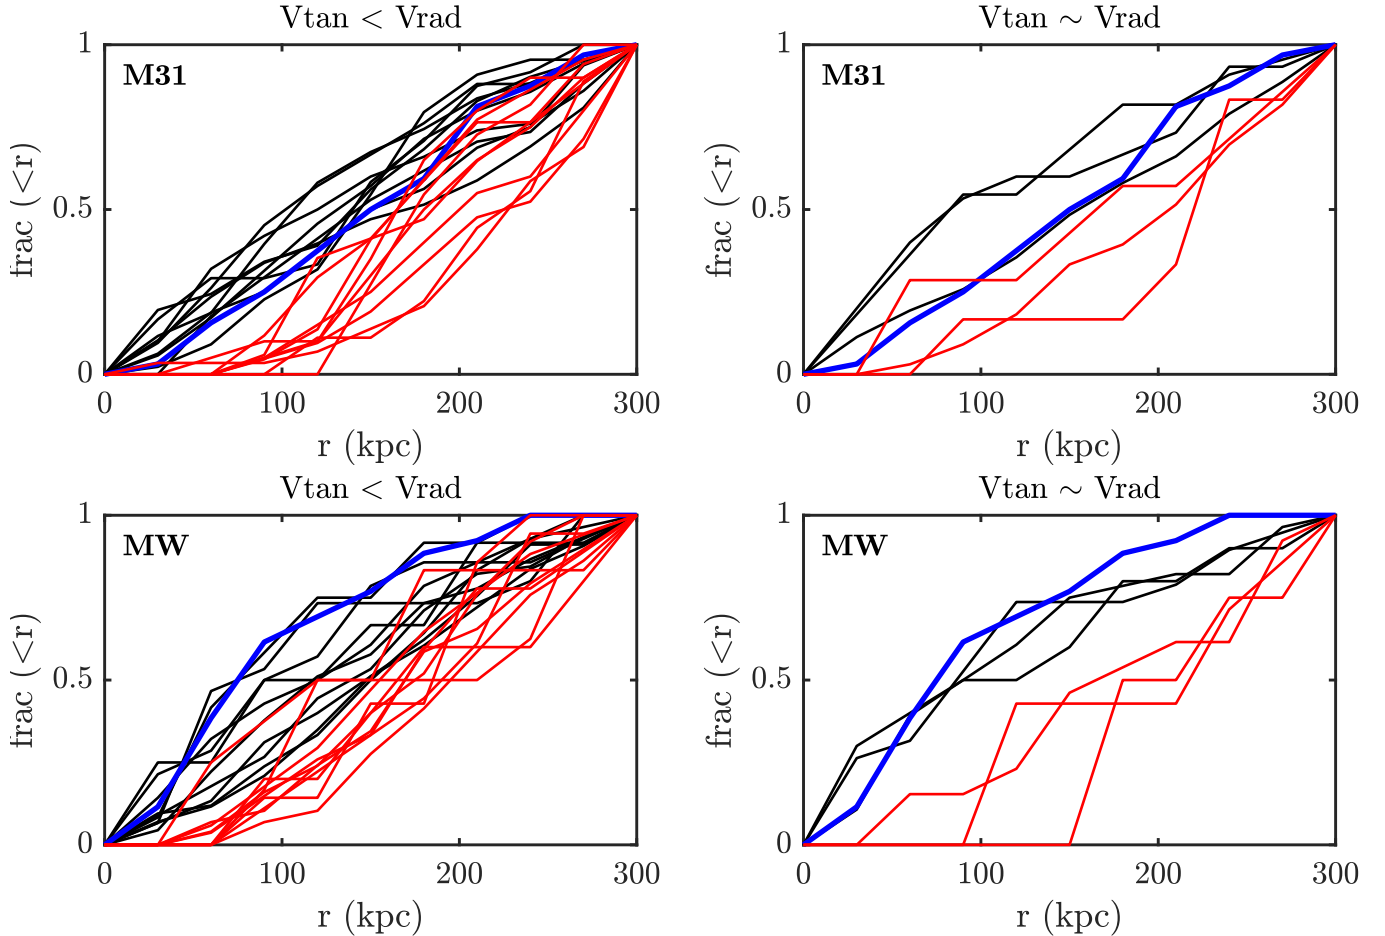 Vtan < Vrad
M31
1
0.5
0
frac (<r)
0 100 200 300
r (kpc)
Vtan ∼ Vrad
M31
1
0.5
0
frac (<r)
0 100 200 300
r (kpc)
Vtan < Vrad
MW
1
0.5
0
frac (<r)
0 100 200 300
r (kpc)
Vtan ∼ Vrad
MW
1
0.5
0
frac (<r)
0 100 200 300
r (kpc)